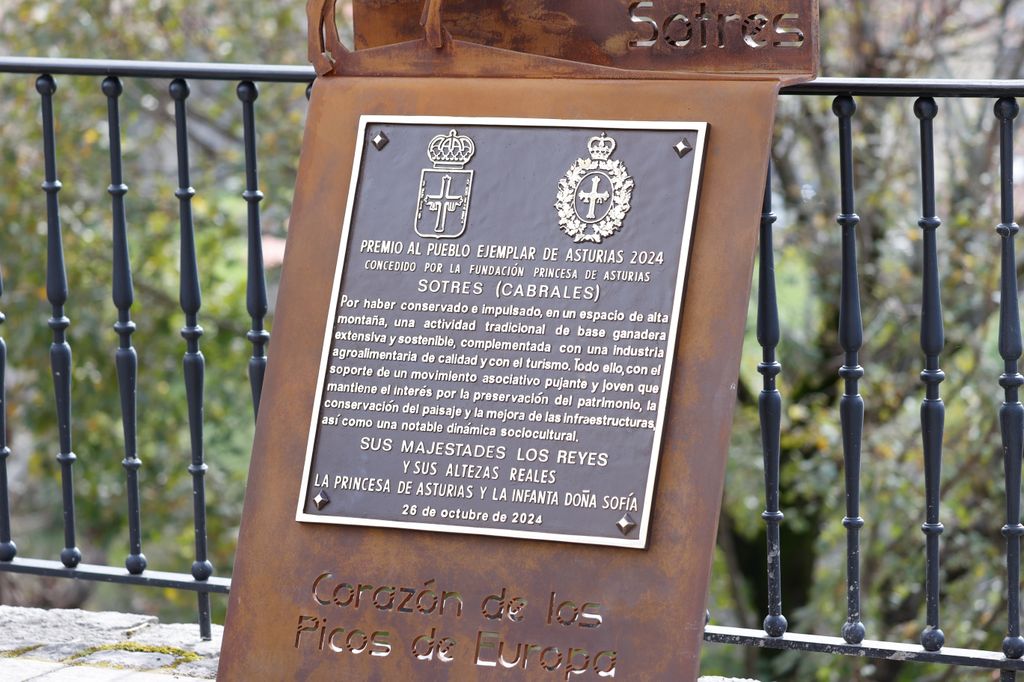 Sotres
PREMIO AL PUEBLO EJEMPLAR DE ASTURIAS 2024
CONCEDIDO POR LA FUNDACIÓN PRINCESA DE ASTURIAS
SOTRES (CABRALES)
Por haber conservado e impulsado, en un espacio de alta
montaña, una actividad tradicional de base ganadera
extensiva y sostenible, complementada con una industria
agroalimentaria de calidad y con el turismo. Todo ello, con el
soporte de un movimiento asociativo pujante y joven que
mantiene el interés por la preservación del patrimonio, la
conservación del paisaje y la mejora de las infraestructuras,
así como una notable dinámica sociocultural.
SUS MAJESTADES LOS REYES
Y SUS ALTEZAS REALES
LA PRINCESA DE ASTURIAS Y LA INFANTA DOÑA SOFÍA
26 de octubre de 2024
Corazón de los
Picos de Europa